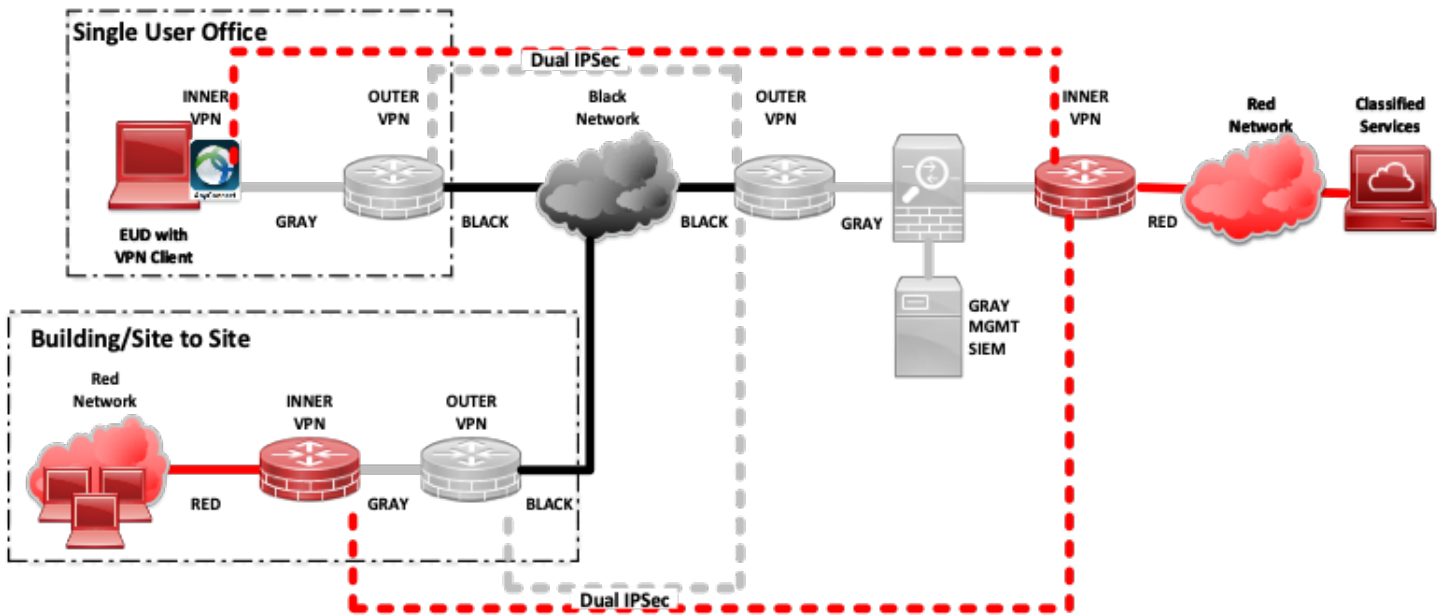 Single User Office
Dual IPSec
INNER
VPN
OUTER
VPN
Black
Network
OUTER
VPN
INNER
VPN
Red
Network
Classified
Services
AnyConnect
GRAY
BLACK
BLACK
GRAY
RED
EUD with
VPN Client
GRAY
MGMT
SIEM
Building/Site to Site
Red
Network
INNER
VPN
OUTER
VPN
RED
GRAY
BLACK
Dual IPSec